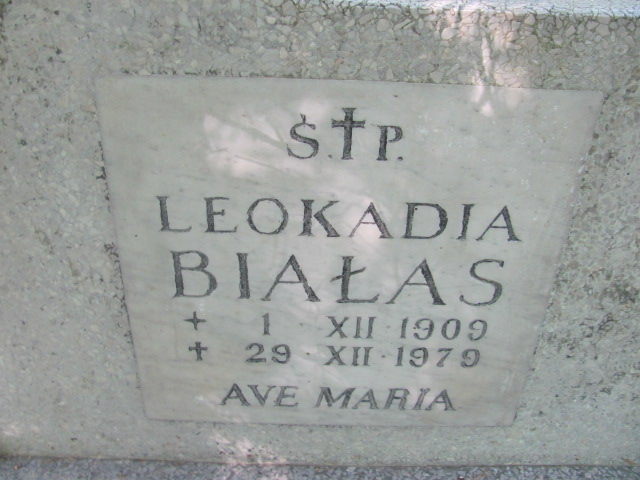 Ś.✝P.
LEOKADIA
BIAŁAS
+ 1 XII 1909
✝ 29 · XII · 1979
AVE MARIA